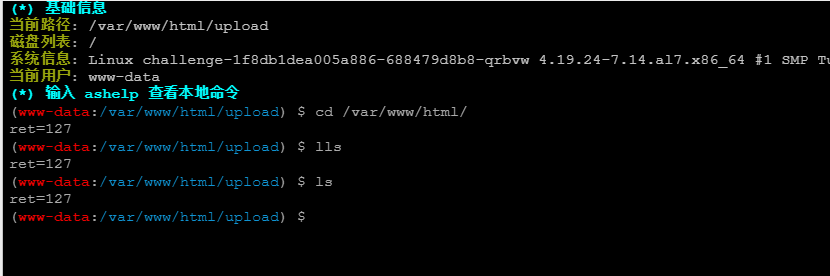 (*) 基础信息
当前路径: /var/www/html/upload
磁盘列表: /
系统信息: Linux challenge-1f8db1dea005a886-688479d8b8-qrbvw 4.19.24-7.14.al7.x86_64 #1 SMP Tu
当前用户: www-data
(*) 输入 ashelp 查看本地命令
(www-data:/var/www/html/upload) $ cd /var/www/html/
ret=127
(www-data:/var/www/html/upload) $ lls
ret=127
(www-data:/var/www/html/upload) $ ls
ret=127
(www-data:/var/www/html/upload) $